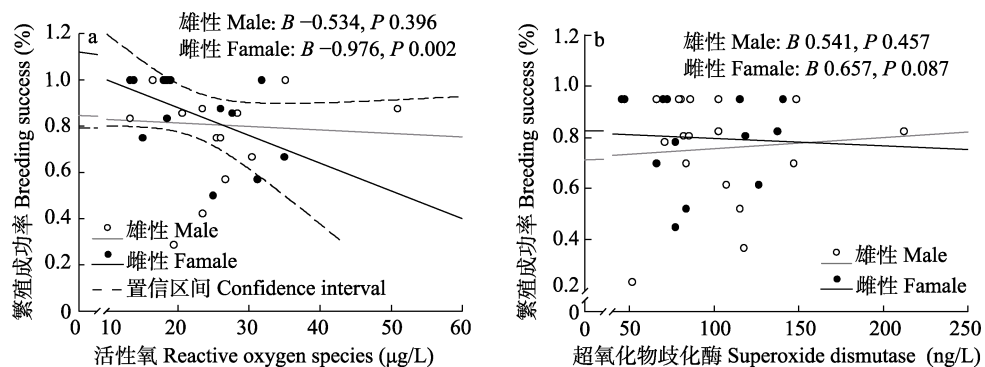 雄性 Male: B −0.534, P 0.396
雌性 Famale: B −0.976, P 0.002
a
繁殖成功率 Breeding success (%)
1.2
1.0
0.8
0.6
0.4
0.2
0
雄性 Male
雌性 Famale
置信区间 Confidence interval
0 10 20 30 40 50 60
活性氧 Reactive oxygen species (μg/L)
雄性 Male: B 0.541, P 0.457
雌性 Famale: B 0.657, P 0.087
b
繁殖成功率 Breeding success (%)
1.2
1.0
0.8
0.6
0.4
0.2
0
雄性 Male
雌性 Famale
0 50 100 150 200 250
超氧化物歧化酶 Superoxide dismutase (ng/L)